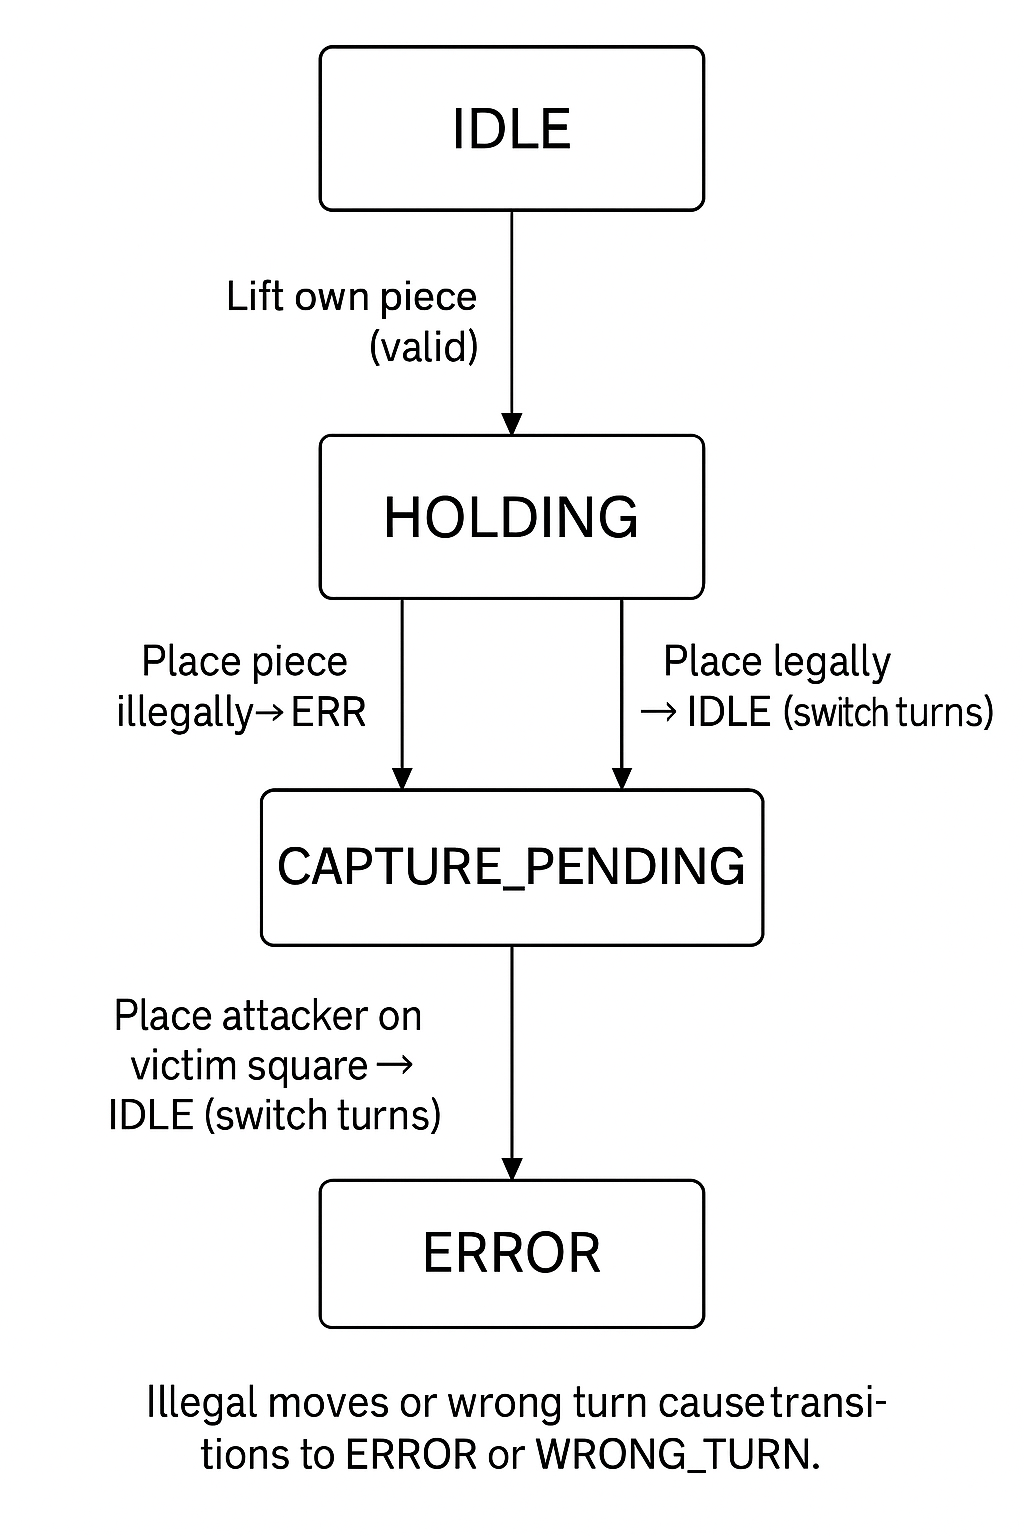 IDLE
Lift own piece
(valid)
HOLDING
Place piece
illegally→ ERR
Place legally
→ IDLE (switch turns)
CAPTURE_PENDING
Place attacker on
victim square →
IDLE (switch turns)
ERROR
Illegal moves or wrong turn cause transi-
tions to ERROR or WRONG_TURN.